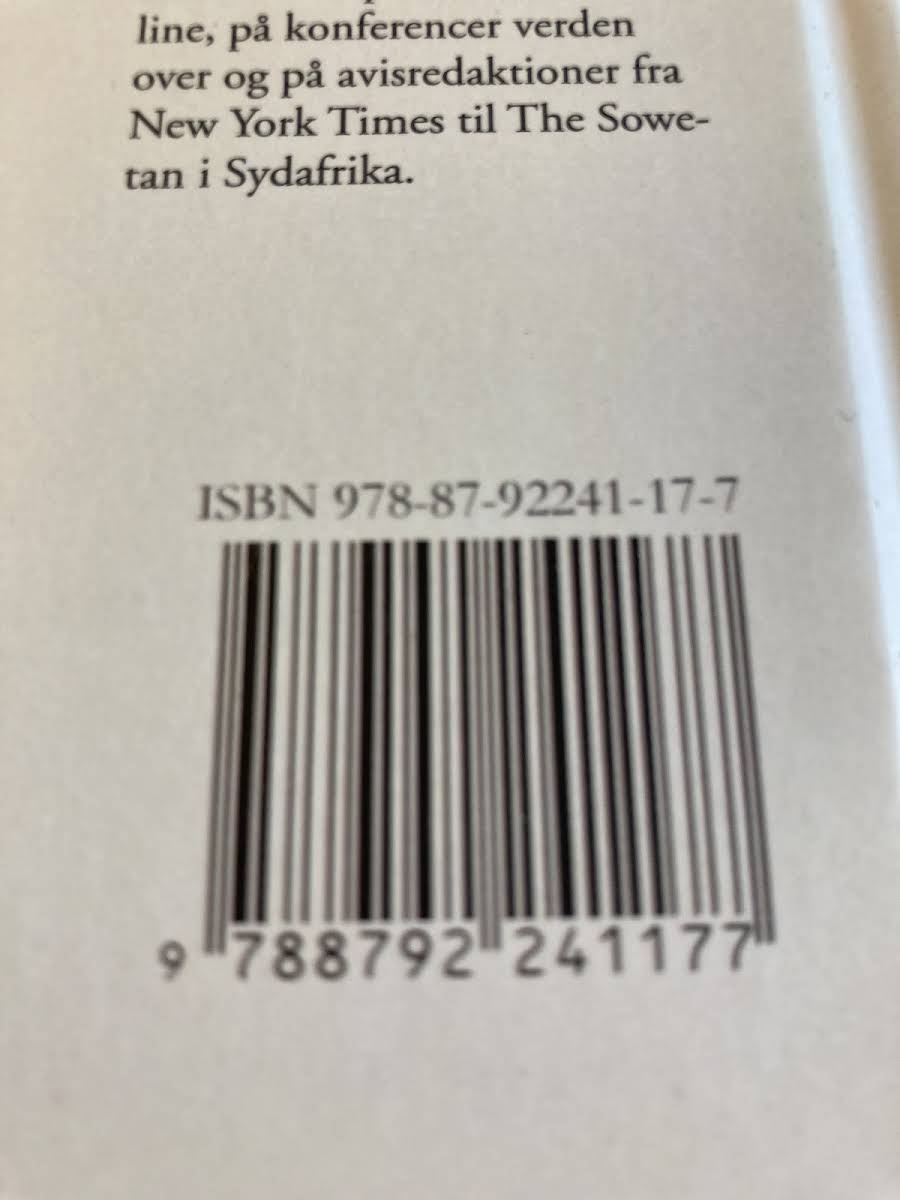 line, på konferencer verden
over og på avisredaktioner fra
New York Times til The Sowe-
tan i Sydafrika.
ISBN 978-87-92241-17-7
9 788792 241177